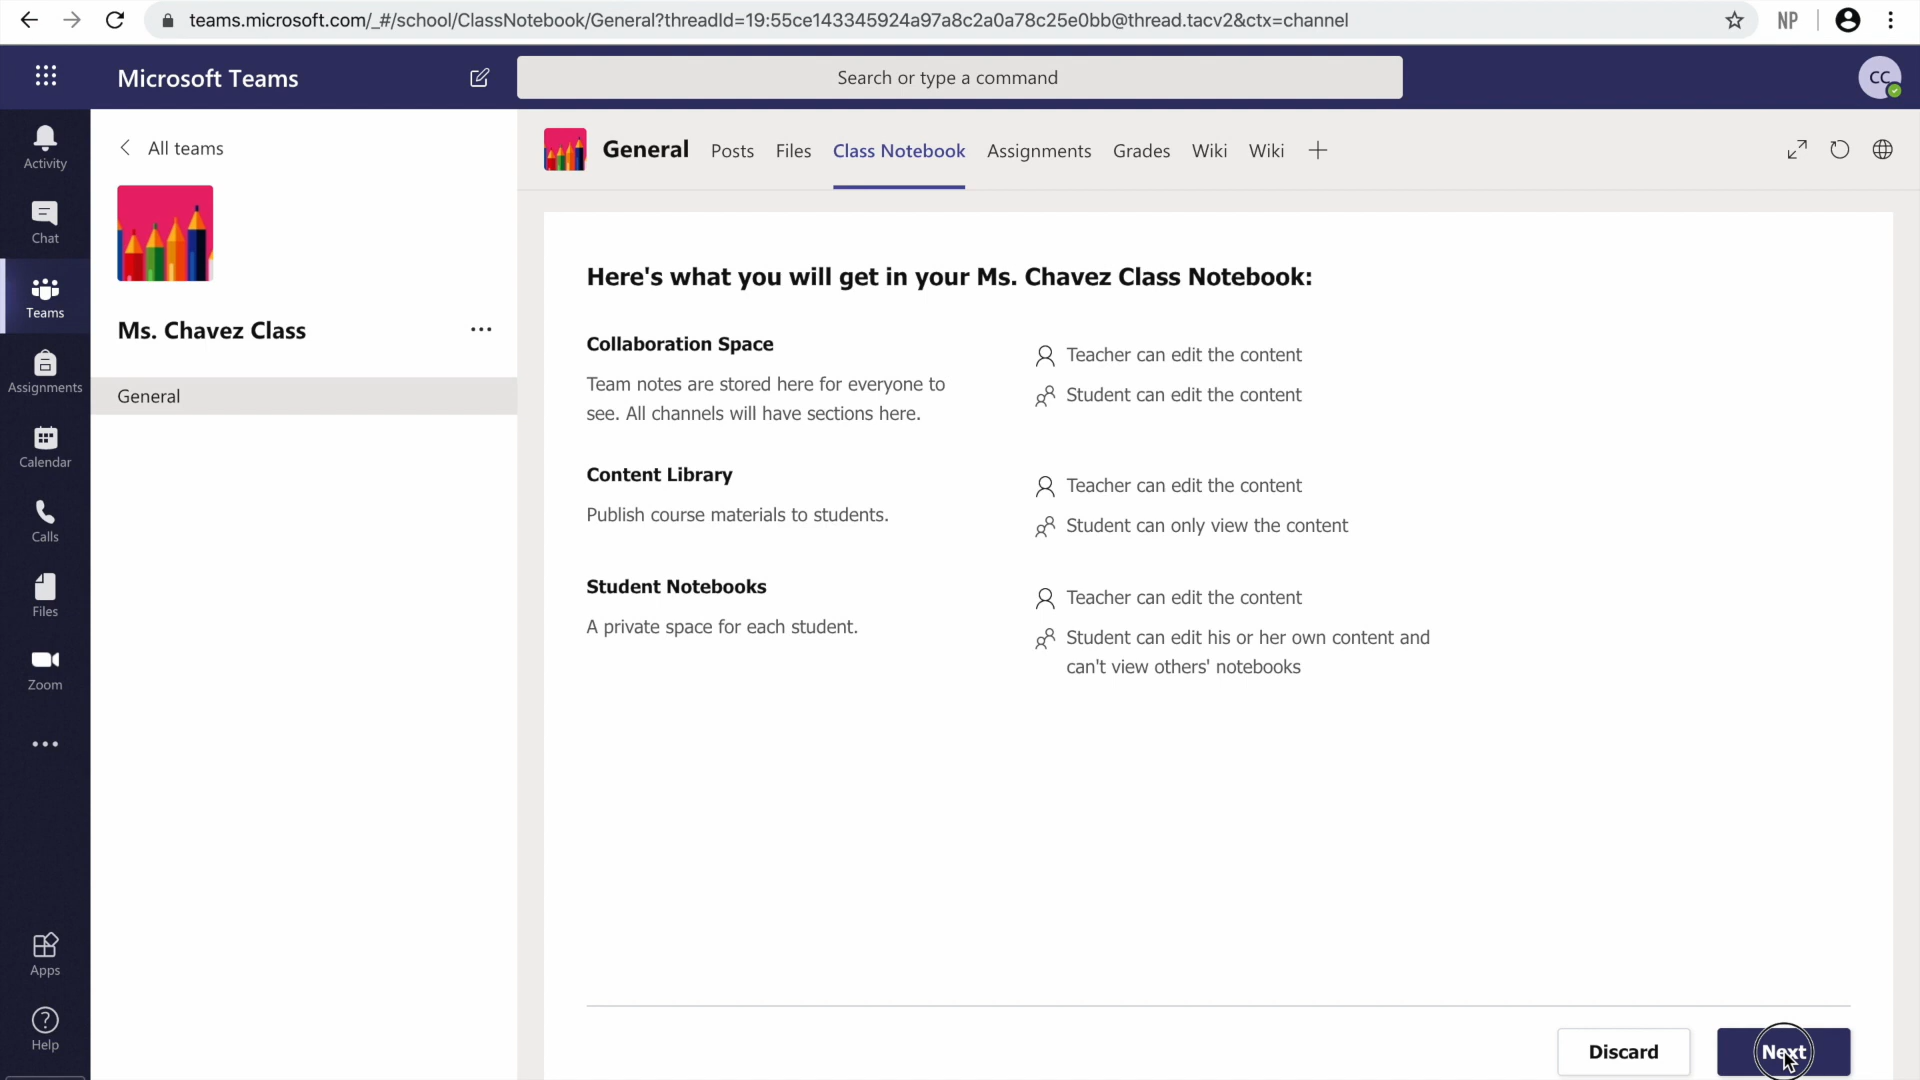 teams.microsoft.com/_#/school/ClassNotebook/General?threadId=19:55ce143345924a97a8c2a0a78c25e0bb@thread.tacv2&ctx=channel
NP
Microsoft Teams
Search or type a command
CC
Activity
Chat
Teams
Assignments
Calendar
Calls
Files
Zoom
Apps
Help
All teams
Ms. Chavez Class
General
General
Posts
Files
Class Notebook
Assignments
Grades
Wiki
Wiki
Here's what you will get in your Ms. Chavez Class Notebook:
Collaboration Space
Team notes are stored here for everyone to
see. All channels will have sections here.
Teacher can edit the content
Student can edit the content
Content Library
Publish course materials to students.
Teacher can edit the content
Student can only view the content
Student Notebooks
A private space for each student.
Teacher can edit the content
Student can edit his or her own content and
can't view others' notebooks
Discard
Next